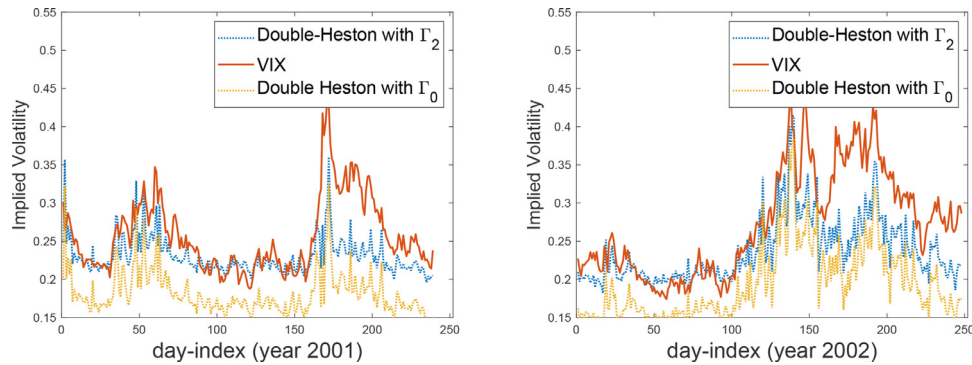 0.55
0.5
0.45
0.4
0.35
0.3
0.25
0.2
0.15
Implied Volatility
Double-Heston with Γ2
VIX
Double Heston with Γ0
0 50 100 150 200 250
day-index (year 2001)
0.55
0.5
0.45
0.4
0.35
0.3
0.25
0.2
0.15
Implied Volatility
Double-Heston with Γ2
VIX
Double Heston with Γ0
0 50 100 150 200 250
day-index (year 2002)